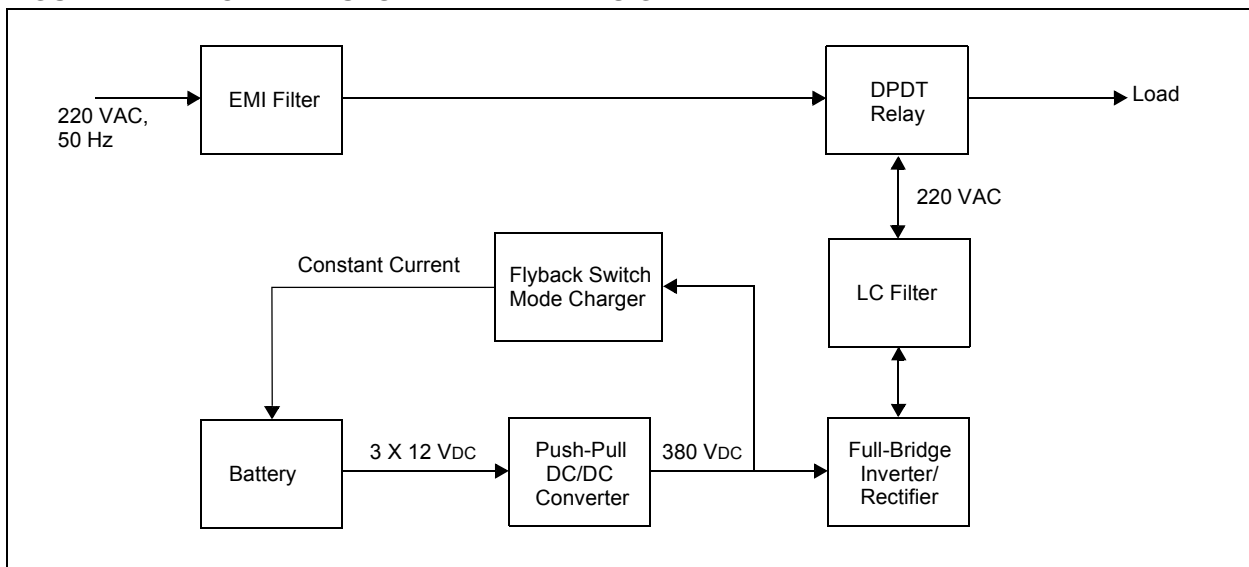 EMI Filter
220 VAC,
50 Hz
DPDT
Relay
Load
220 VAC
Constant Current
Flyback Switch
Mode Charger
LC Filter
Battery
3 X 12 VDC
Push-Pull
DC/DC
Converter
380 VDC
Full-Bridge
Inverter/
Rectifier